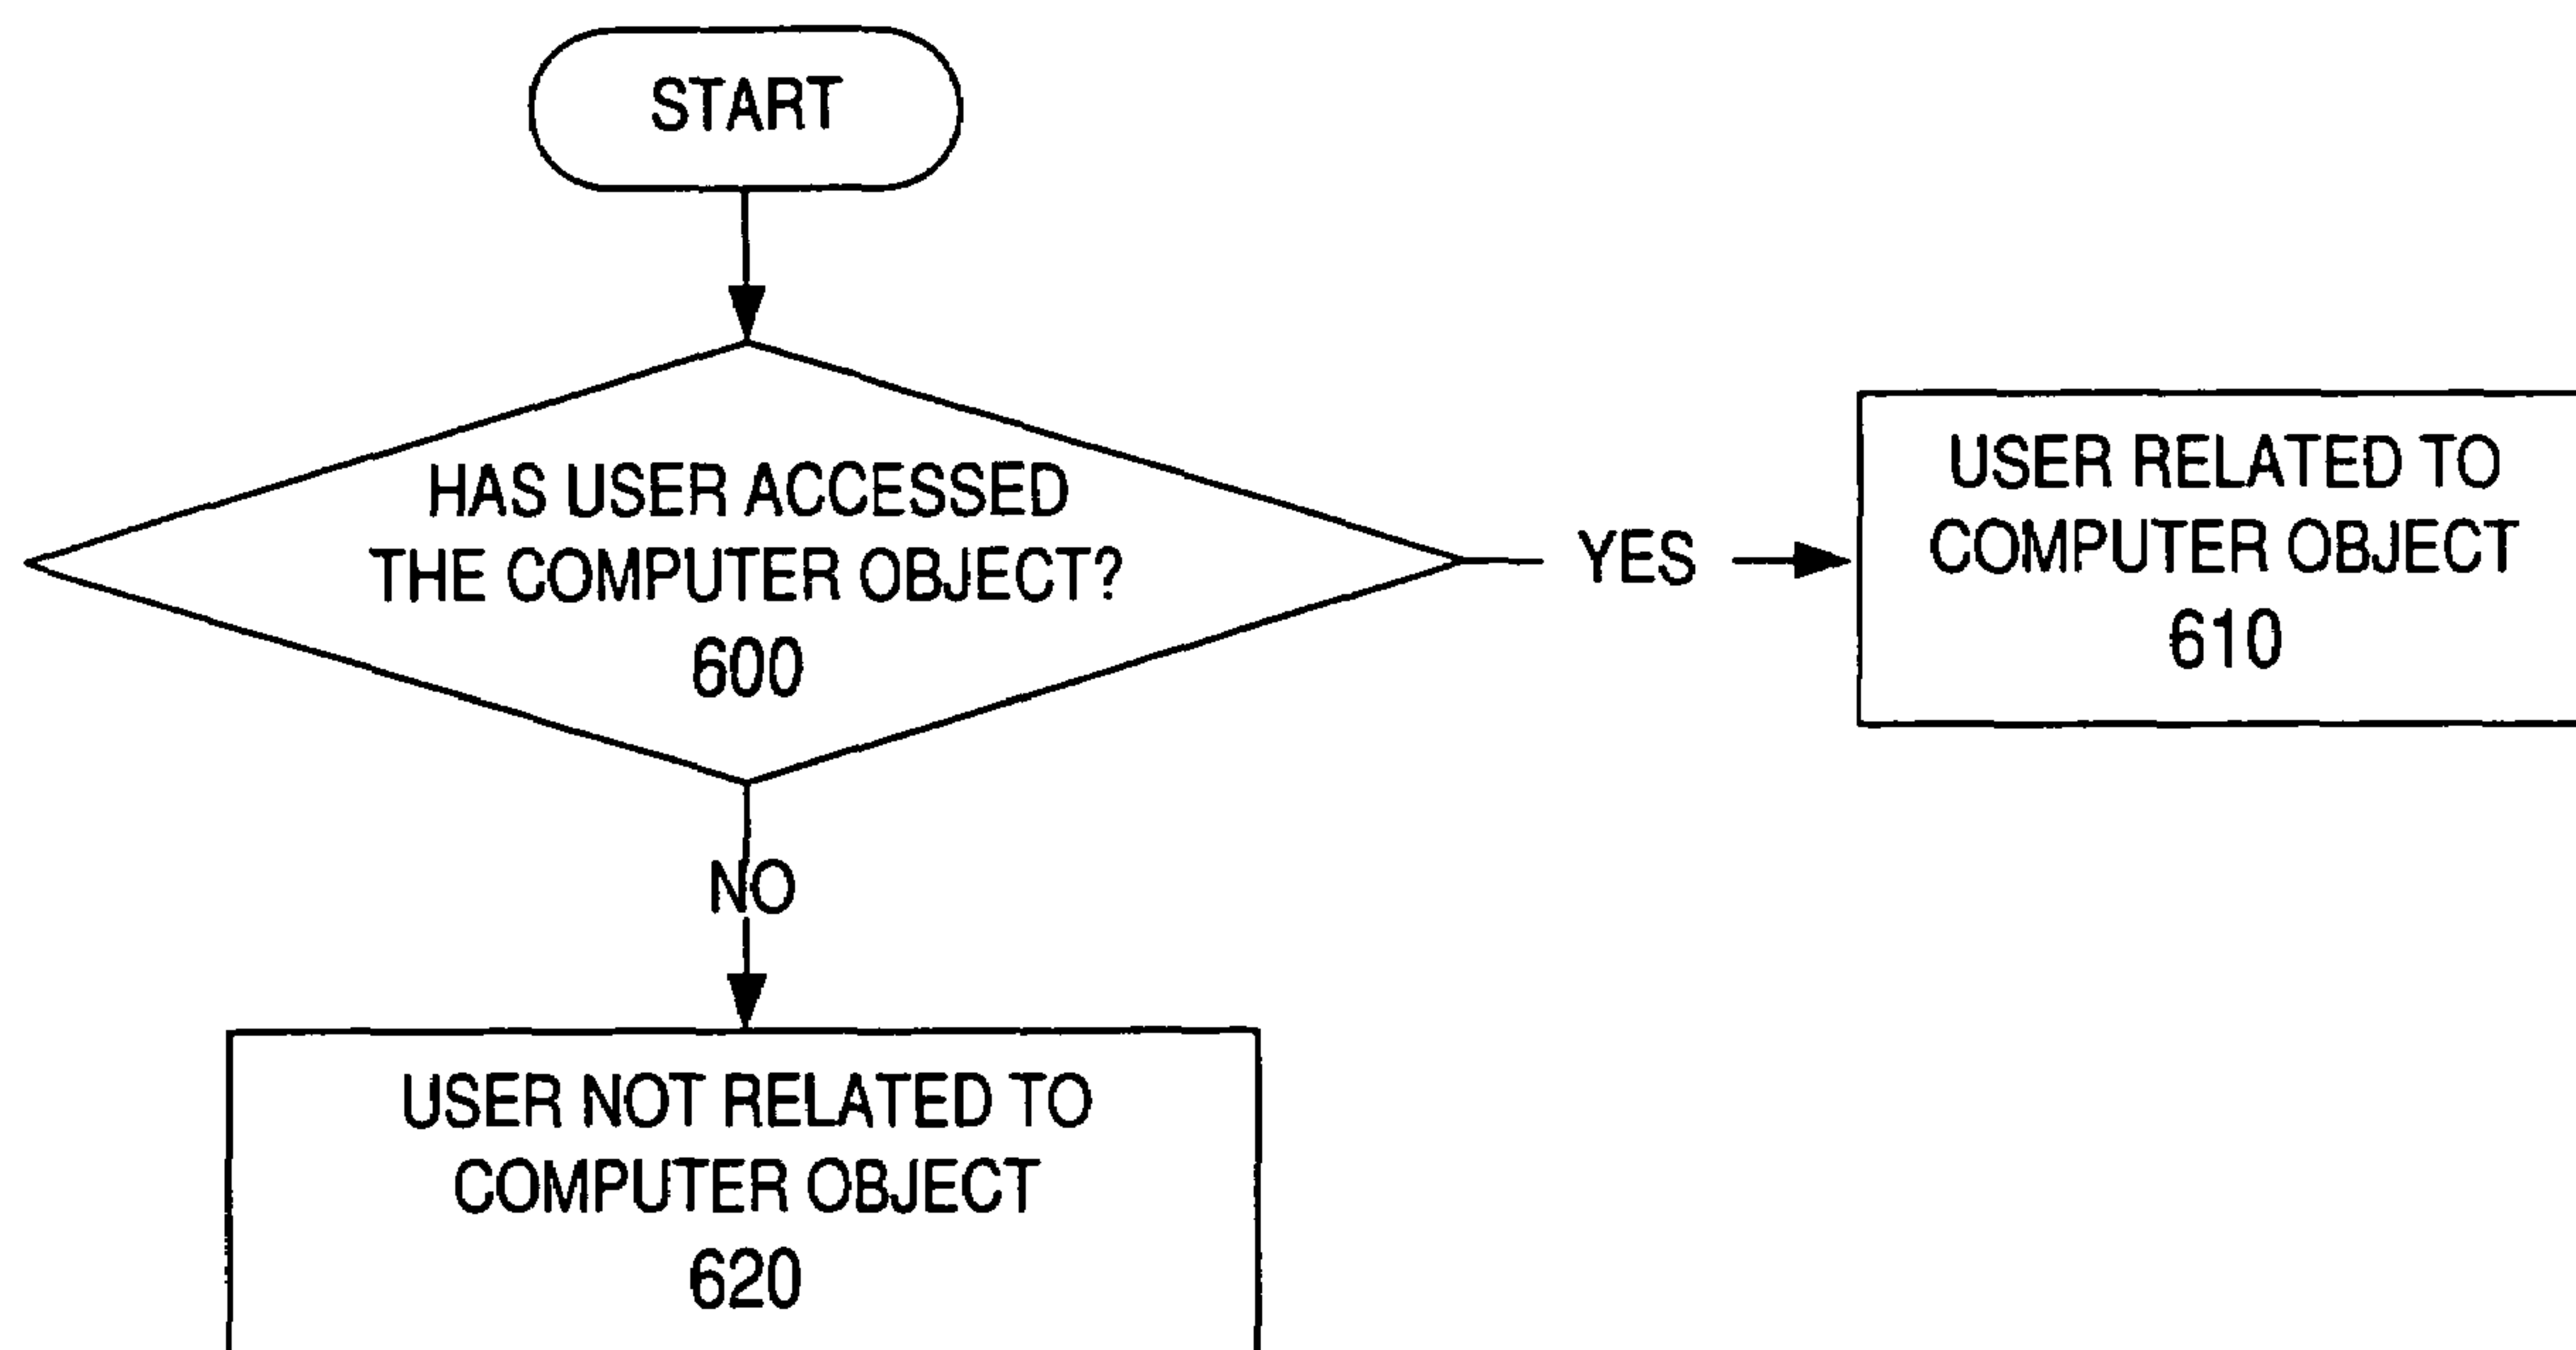 START
HAS USER ACCESSED
THE COMPUTER OBJECT?
600
YES
USER RELATED TO
COMPUTER OBJECT
610
NO
USER NOT RELATED TO
COMPUTER OBJECT
620